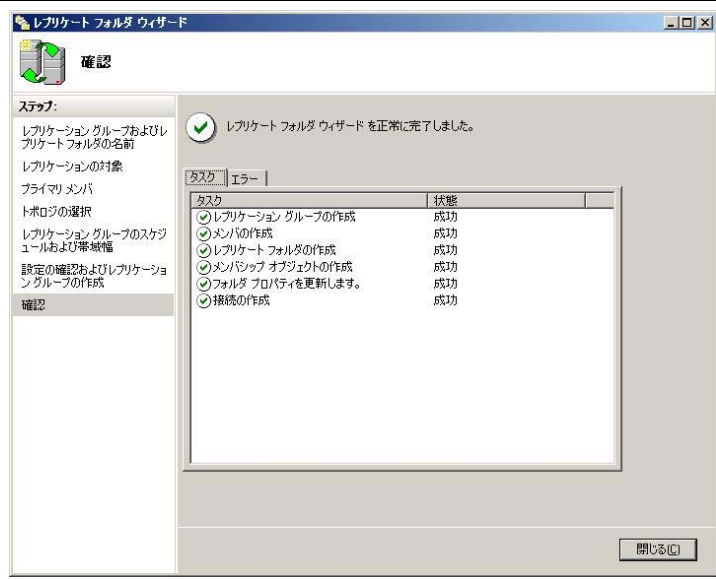 レプリケート フォルダ ウィザード
確認
ステップ:
レプリケーション グループおよびレ
プリケート フォルダの名前
レプリケーションの対象
プライマリ メンバ
トポロジの選択
レプリケーション グループのスケジ
ュールおよび帯域幅
設定の確認およびレプリケーショ
ン グループの作成
確認
レプリケート フォルダ ウィザード を正常に完了しました。
タスク エラー
タスク 状態
レプリケーション グループの作成 成功
メンバの作成 成功
レプリケート フォルダの作成 成功
メンバシップ オブジェクトの作成 成功
フォルダ プロパティを更新します。 成功
接続の作成 成功
閉じる(C)